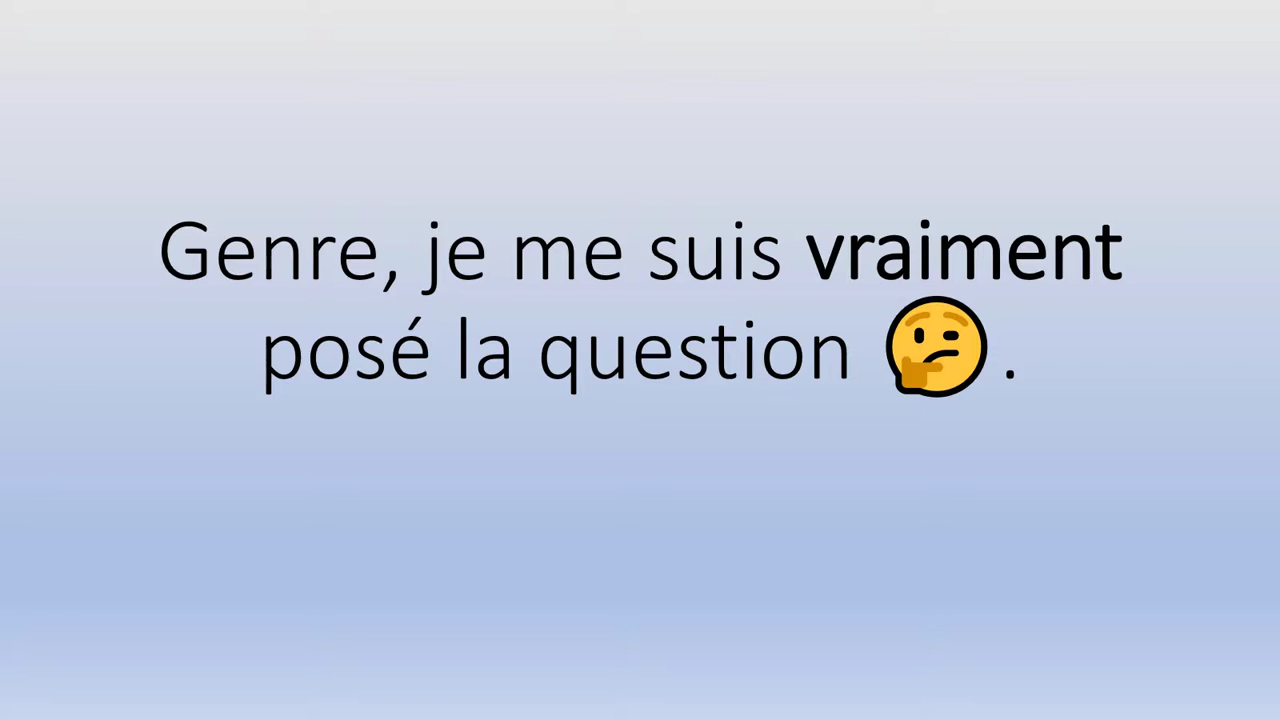 Genre, je me suis vraiment
posé la question 🤔.